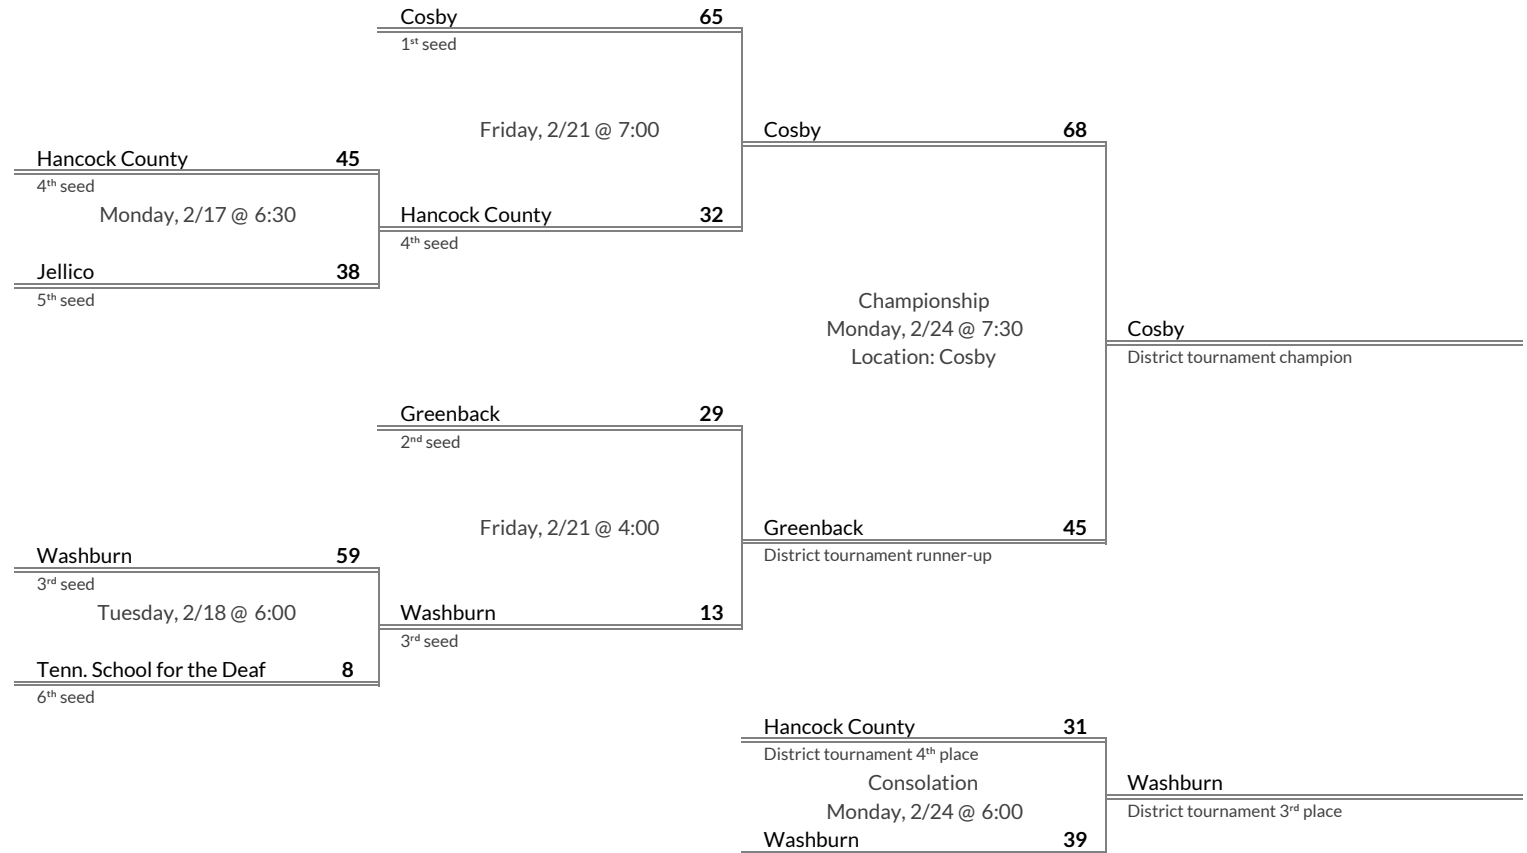 Cosby 65
1st seed
Friday, 2/21 @ 7:00
Cosby 68
Hancock County 45
4th seed
Monday, 2/17 @ 6:30
Hancock County 32
4th seed
Jellico 38
5th seed
Championship
Monday, 2/24 @ 7:30
Location: Cosby
Cosby
District tournament champion
Greenback 29
2nd seed
Friday, 2/21 @ 4:00
Greenback 45
District tournament runner-up
Washburn 59
3rd seed
Tuesday, 2/18 @ 6:00
Washburn 13
3rd seed
Tenn. School for the Deaf 8
6th seed
Hancock County 31
District tournament 4th place
Consolation
Monday, 2/24 @ 6:00
Washburn 39
Washburn
District tournament 3rd place